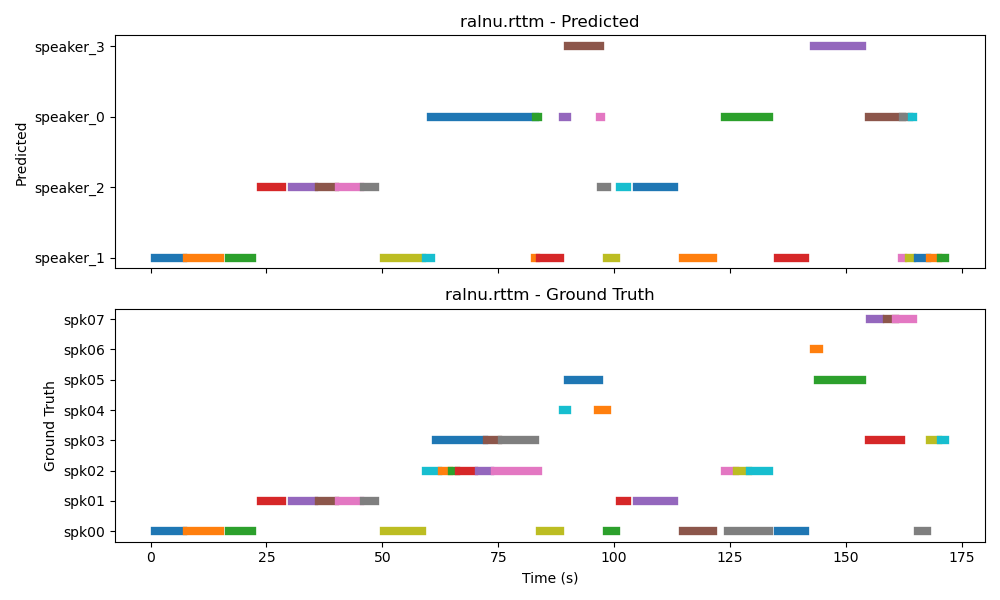 ralnu.rttm - Predicted
speaker_3
speaker_0
speaker_2
speaker_1
Predicted
ralnu.rttm - Ground Truth
spk07
spk06
spk05
spk04
spk03
spk02
spk01
spk00
Ground Truth
0 25 50 75 100 125 150 175
Time (s)